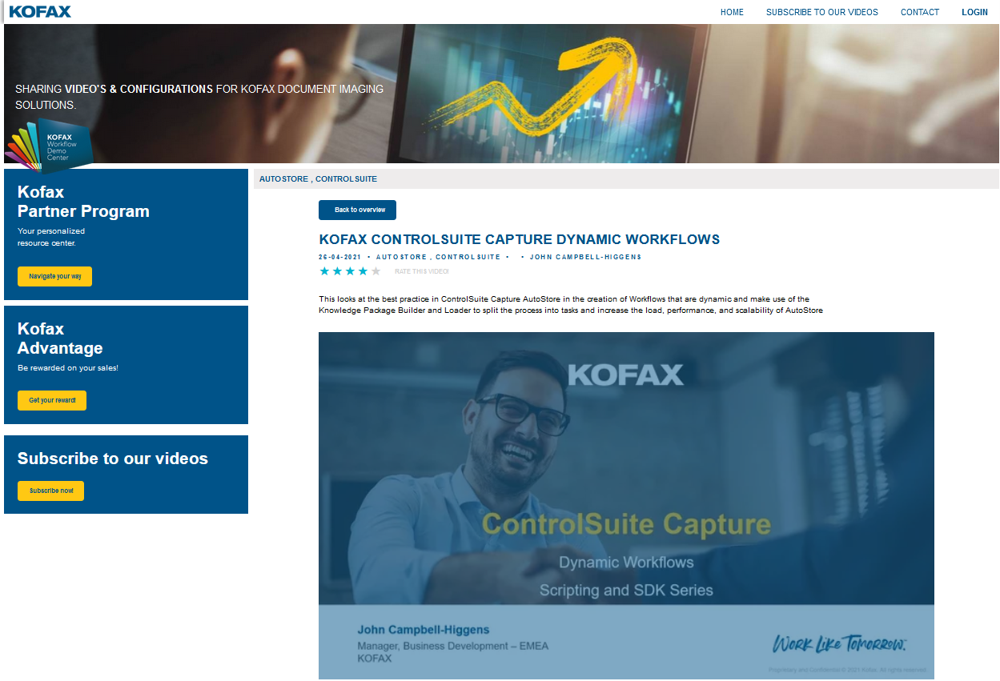 KOFAX
HOME SUBSCRIBE TO OUR VIDEOS CONTACT LOGIN
SHARING VIDEO'S & CONFIGURATIONS FOR KOFAX DOCUMENT IMAGING
SOLUTIONS.
KOFAX
Workflow
Demo
Center
Kofax
Partner Program
Your personalized
resource center.
Navigate your way
Kofax
Advantage
Be rewarded on your sales!
Get your reward!
Subscribe to our videos
Subscribe now!
AUTOSTORE , CONTROLSUITE
Back to overview
KOFAX CONTROLSUITE CAPTURE DYNAMIC WORKFLOWS
26-04-2021 • AUTOSTORE , CONTROLSUITE • • JOHN CAMPBELL-HIGGENS
RATE THIS VIDEO!
This looks at the best practice in ControlSuite Capture AutoStore in the creation of Workflows that are dynamic and make use of the
Knowledge Package Builder and Loader to split the process into tasks and increase the load, performance, and scalability of AutoStore
KOFAX
ControlSuite Capture
Dynamic Workflows
Scripting and SDK Series
John Campbell-Higgens
Manager, Business Development – EMEA
KOFAX
Work Like Tomorrow.™
Proprietary and Confidential © 2021 Kofax. All rights reserved.